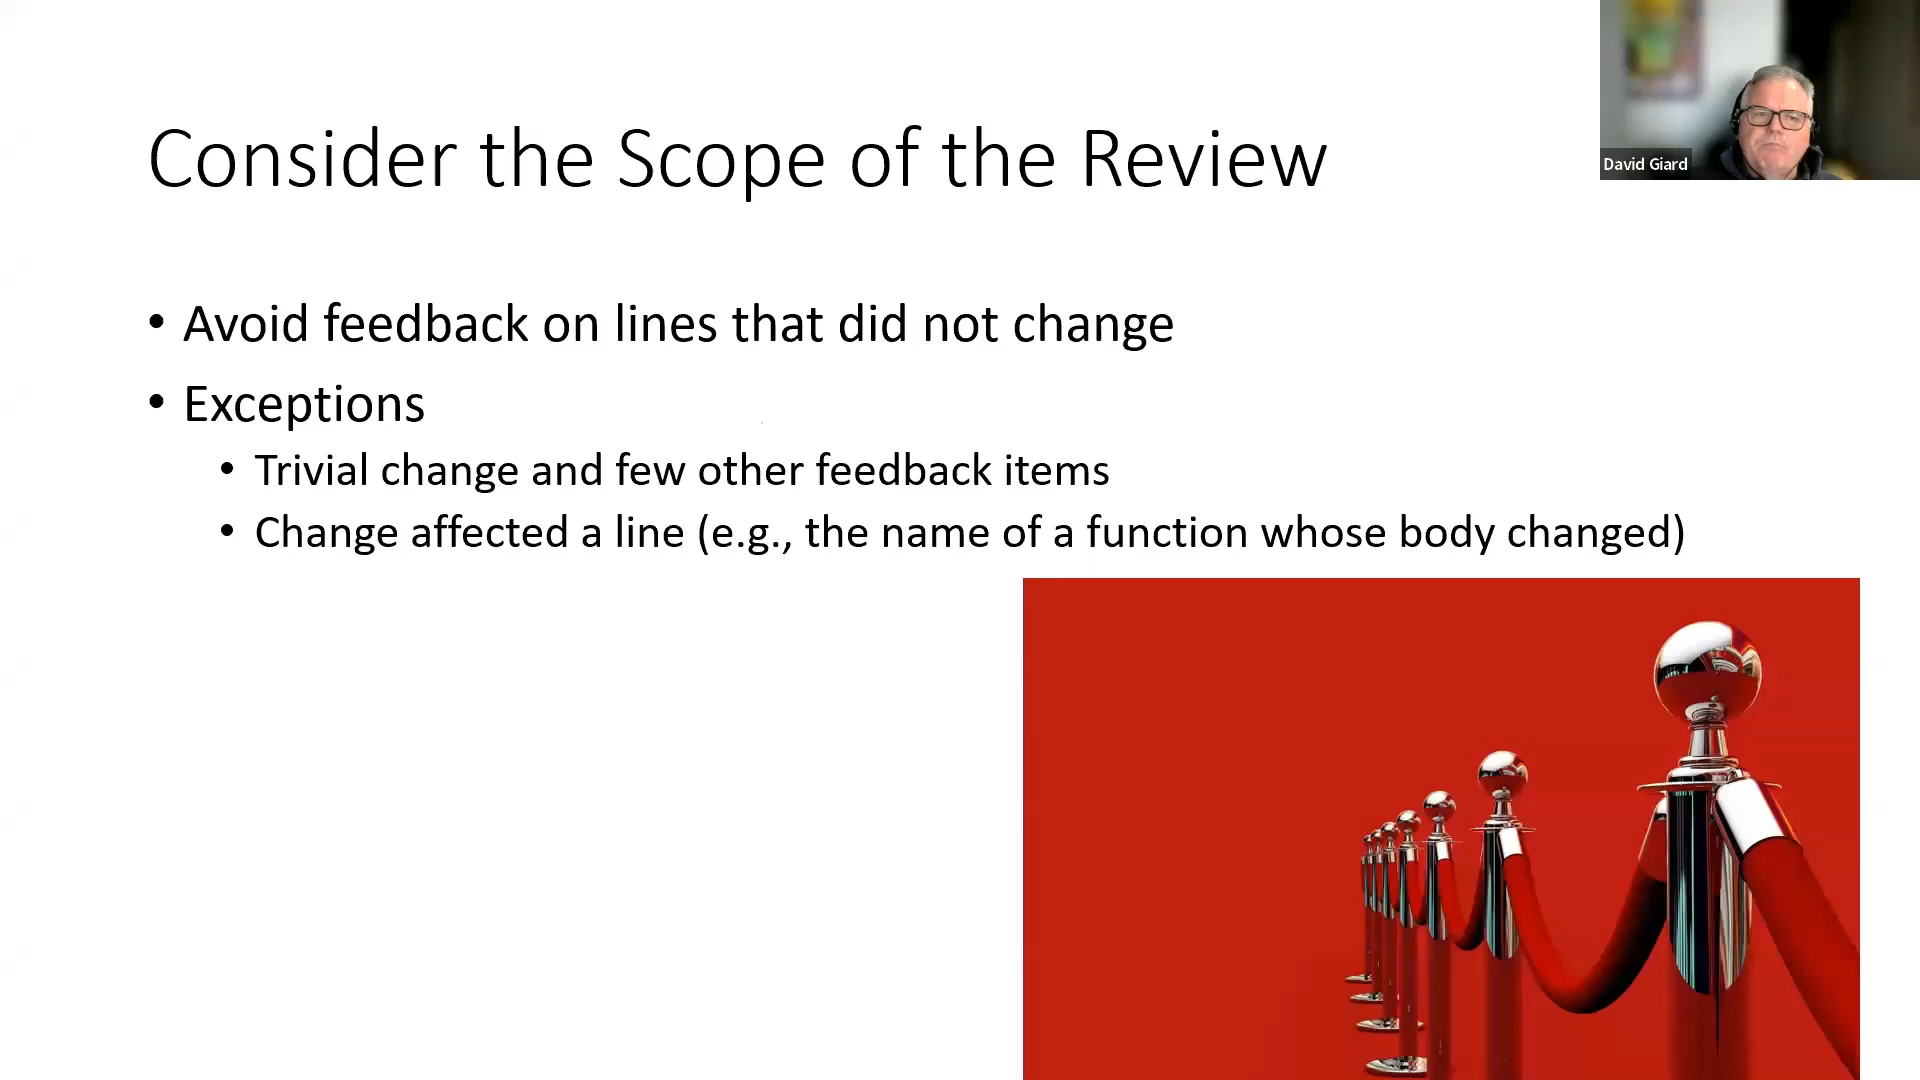 Consider the Scope of the Review
David Giard
• Avoid feedback on lines that did not change
• Exceptions
• Trivial change and few other feedback items
• Change affected a line (e.g., the name of a function whose body changed)